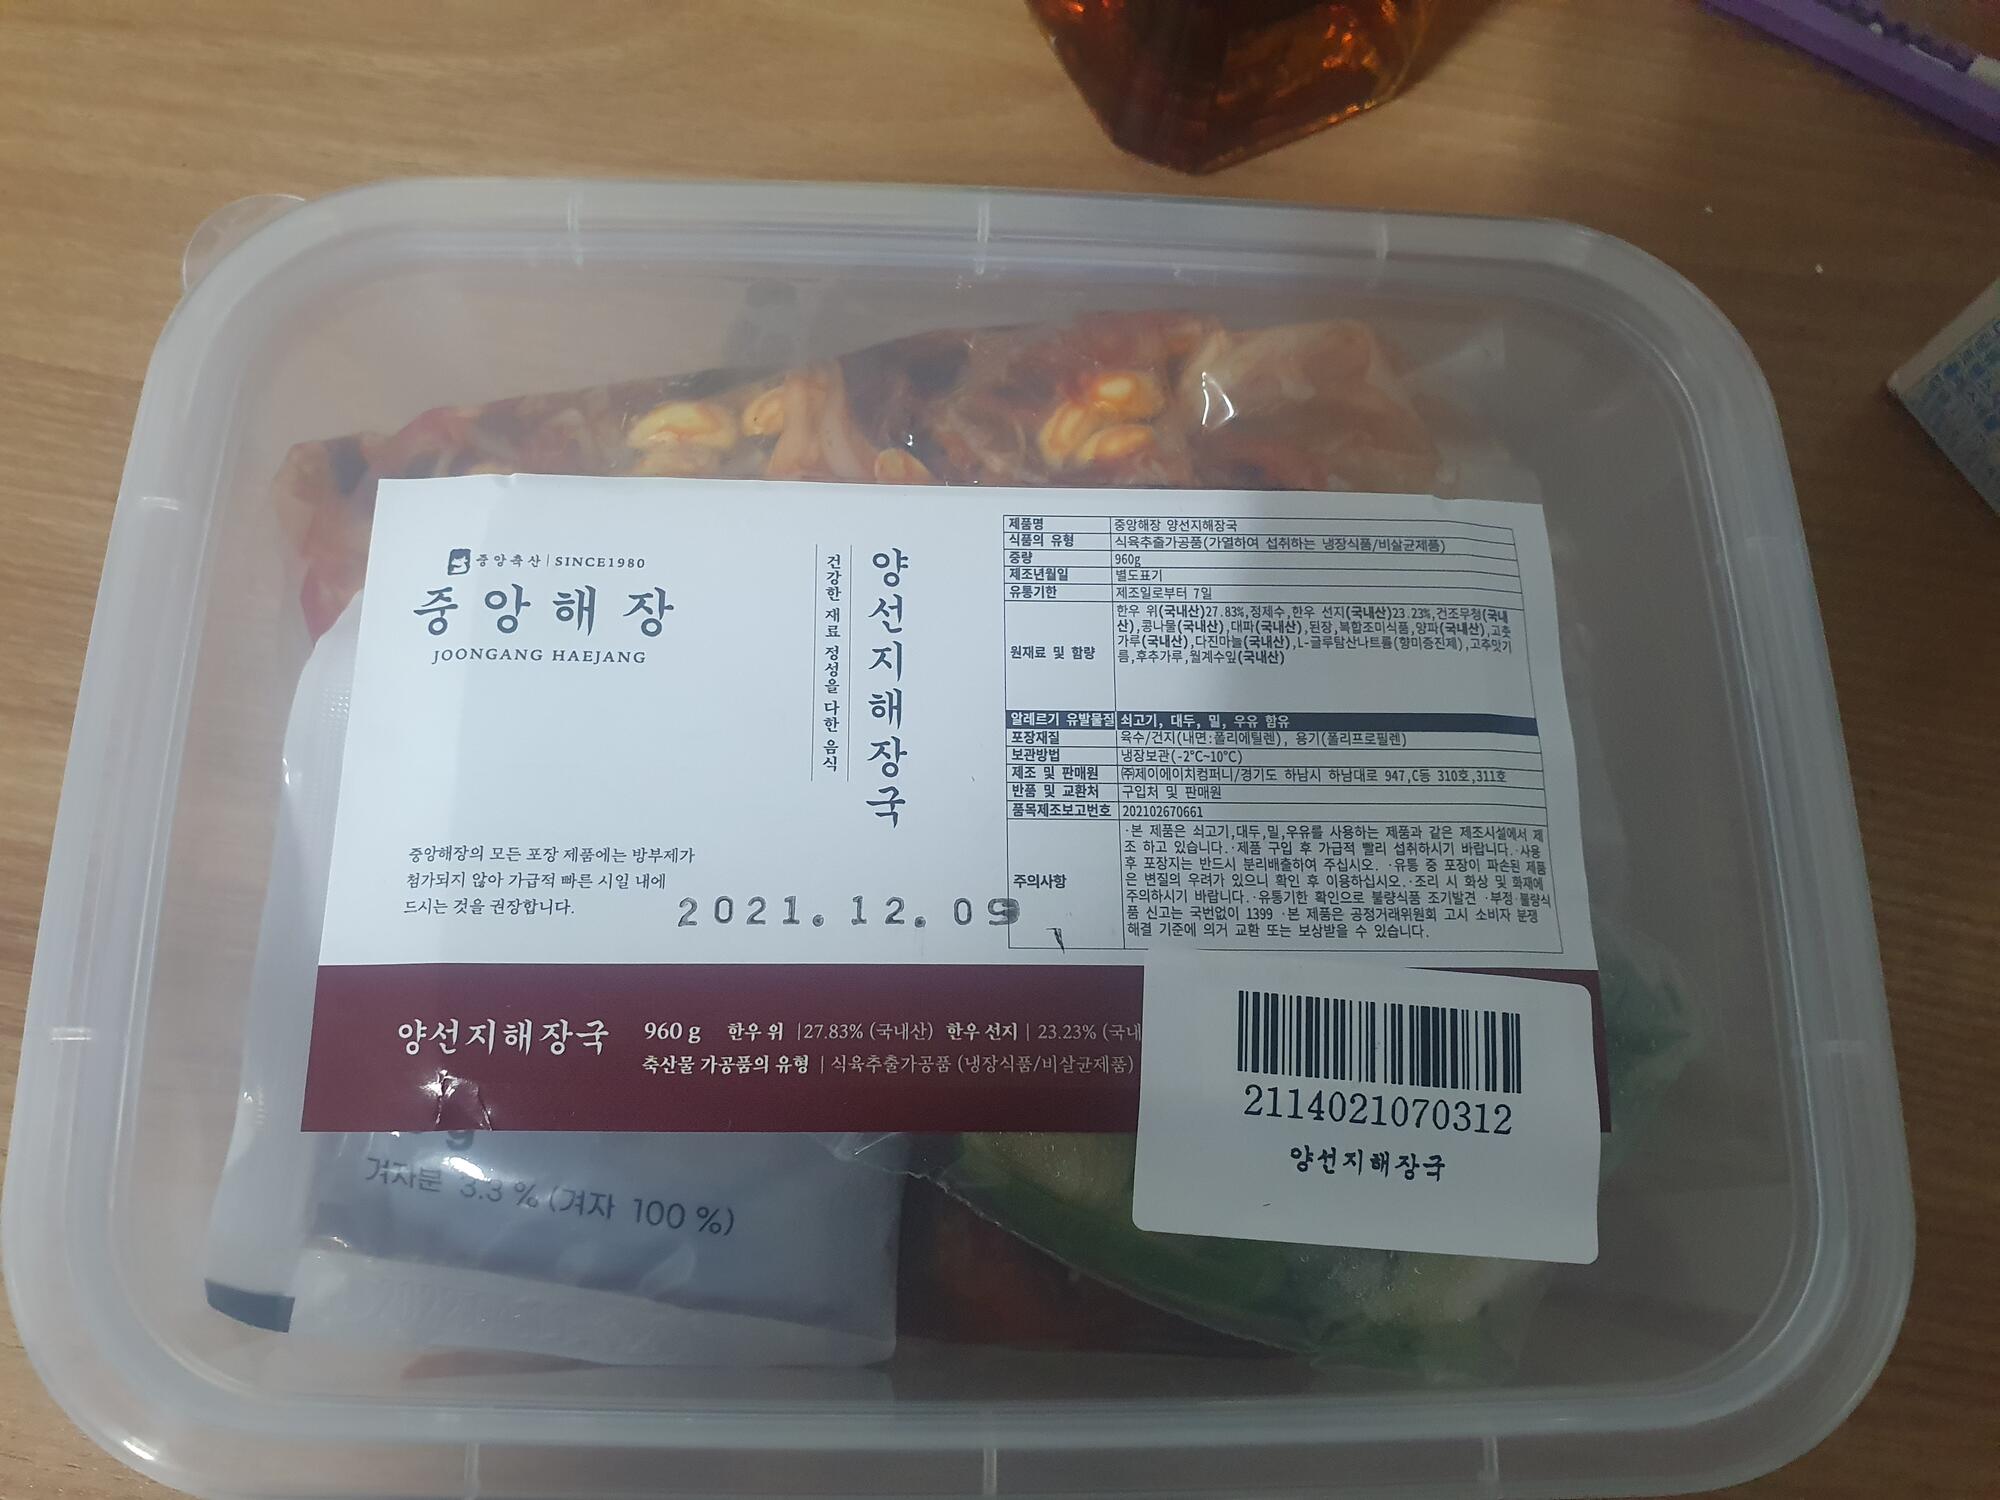 중앙축산 | SINCE1980
중앙해장
JOONGANG HAEJANG
건강한 재료 정성을 다한 음식
양선지해장국
중앙해장의 모든 포장 제품에는 방부제가
첨가되지 않아 가급적 빠른 시일 내에
드시는 것을 권장합니다.
2021.12.09
제품명 중앙해장 양선지해장국
식품의 유형 식육추출가공품(가열하여 섭취하는 냉장식품/비살균제품)
중량 960g
제조년월일 별도표기
유통기한 제조일로부터 7일
원재료 및 함량
한우 위(국내산)27.83%,정제수,한우 선지(국내산)23.23%,건조무청(국내
산),콩나물(국내산),대파(국내산),된장,복합조미식품,양파(국내산),고춧
가루(국내산),다진마늘(국내산),L-글루탐산나트륨(향미증진제),고추맛기
름,후추가루,월계수잎(국내산)
알레르기 유발물질 쇠고기, 대두, 밀, 우유 함유
포장재질 육수/건지(내면:폴리에틸렌), 용기(폴리프로필렌)
보관방법 냉장보관(-2℃~10℃)
제조 및 판매원 ㈜제이에이치컴퍼니/경기도 하남시 하남대로 947,C동 310호,311호
반품 및 교환처 구입처 및 판매원
품목제조보고번호 202102670661
주의사항
·본 제품은 쇠고기,대두,밀,우유를 사용하는 제품과 같은 제조시설에서 제
조 하고 있습니다.·제품 구입 후 가급적 빨리 섭취하시기 바랍니다.·사용
후 포장지는 반드시 분리배출하여 주십시오. ·유통 중 포장이 파손된 제품
은 변질의 우려가 있으니 확인 후 이용하십시오.·조리 시 화상 및 화재에
주의하시기 바랍니다.·유통기한 확인으로 불량식품 조기발견 ·부정·불량식
품 신고는 국번없이 1399 ·본 제품은 공정거래위원회 고시 소비자 분쟁
해결 기준에 의거 교환 또는 보상받을 수 있습니다.
양선지해장국 960 g 한우 위 |27.83% (국내산) 한우 선지 | 23.23% (국내
축산물 가공품의 유형 | 식육추출가공품 (냉장식품/비살균제품)
2114021070312
양선지해장국
g
겨자분 3.3 % (겨자 100 %)